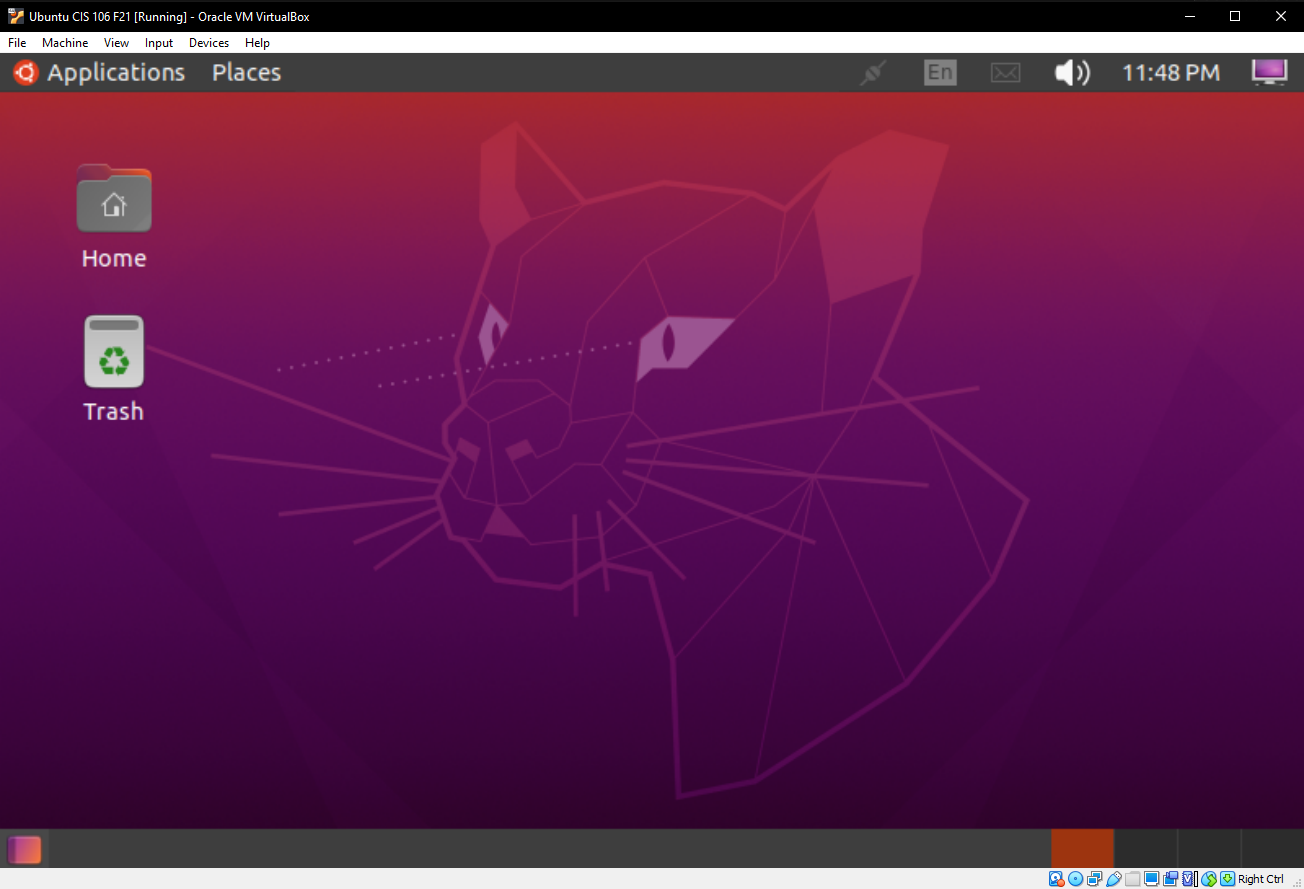 Ubuntu CIS 106 F21 [Running] - Oracle VM VirtualBox
File Machine View Input Devices Help
Applications Places En 11:48 PM
Home
Trash
Right Ctrl